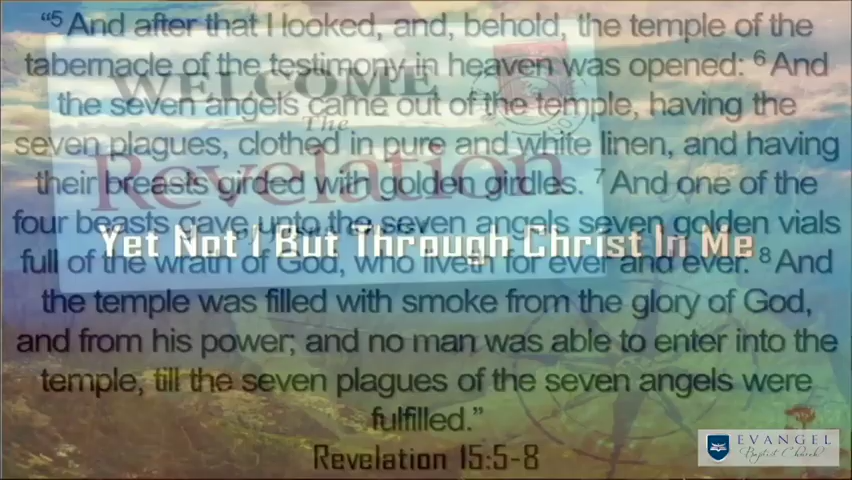 “⁵ And after that I looked, and, behold, the temple of the
tabernacle of the testimony in heaven was opened: ⁶ And
the seven angels came out of the temple, having the
seven plagues, clothed in pure and white linen, and having
their breasts girded with golden girdles. ⁷ And one of the
four beasts gave unto the seven angels seven golden vials
full of the wrath of God, who liveth for ever and ever. ⁸ And
the temple was filled with smoke from the glory of God,
and from his power; and no man was able to enter into the
temple, till the seven plagues of the seven angels were
fulfilled.”
Revelation 15:5-8
WELCOME
The
Revelation
Yet Not I But Through Christ In Me
EVANGEL
Baptist Church